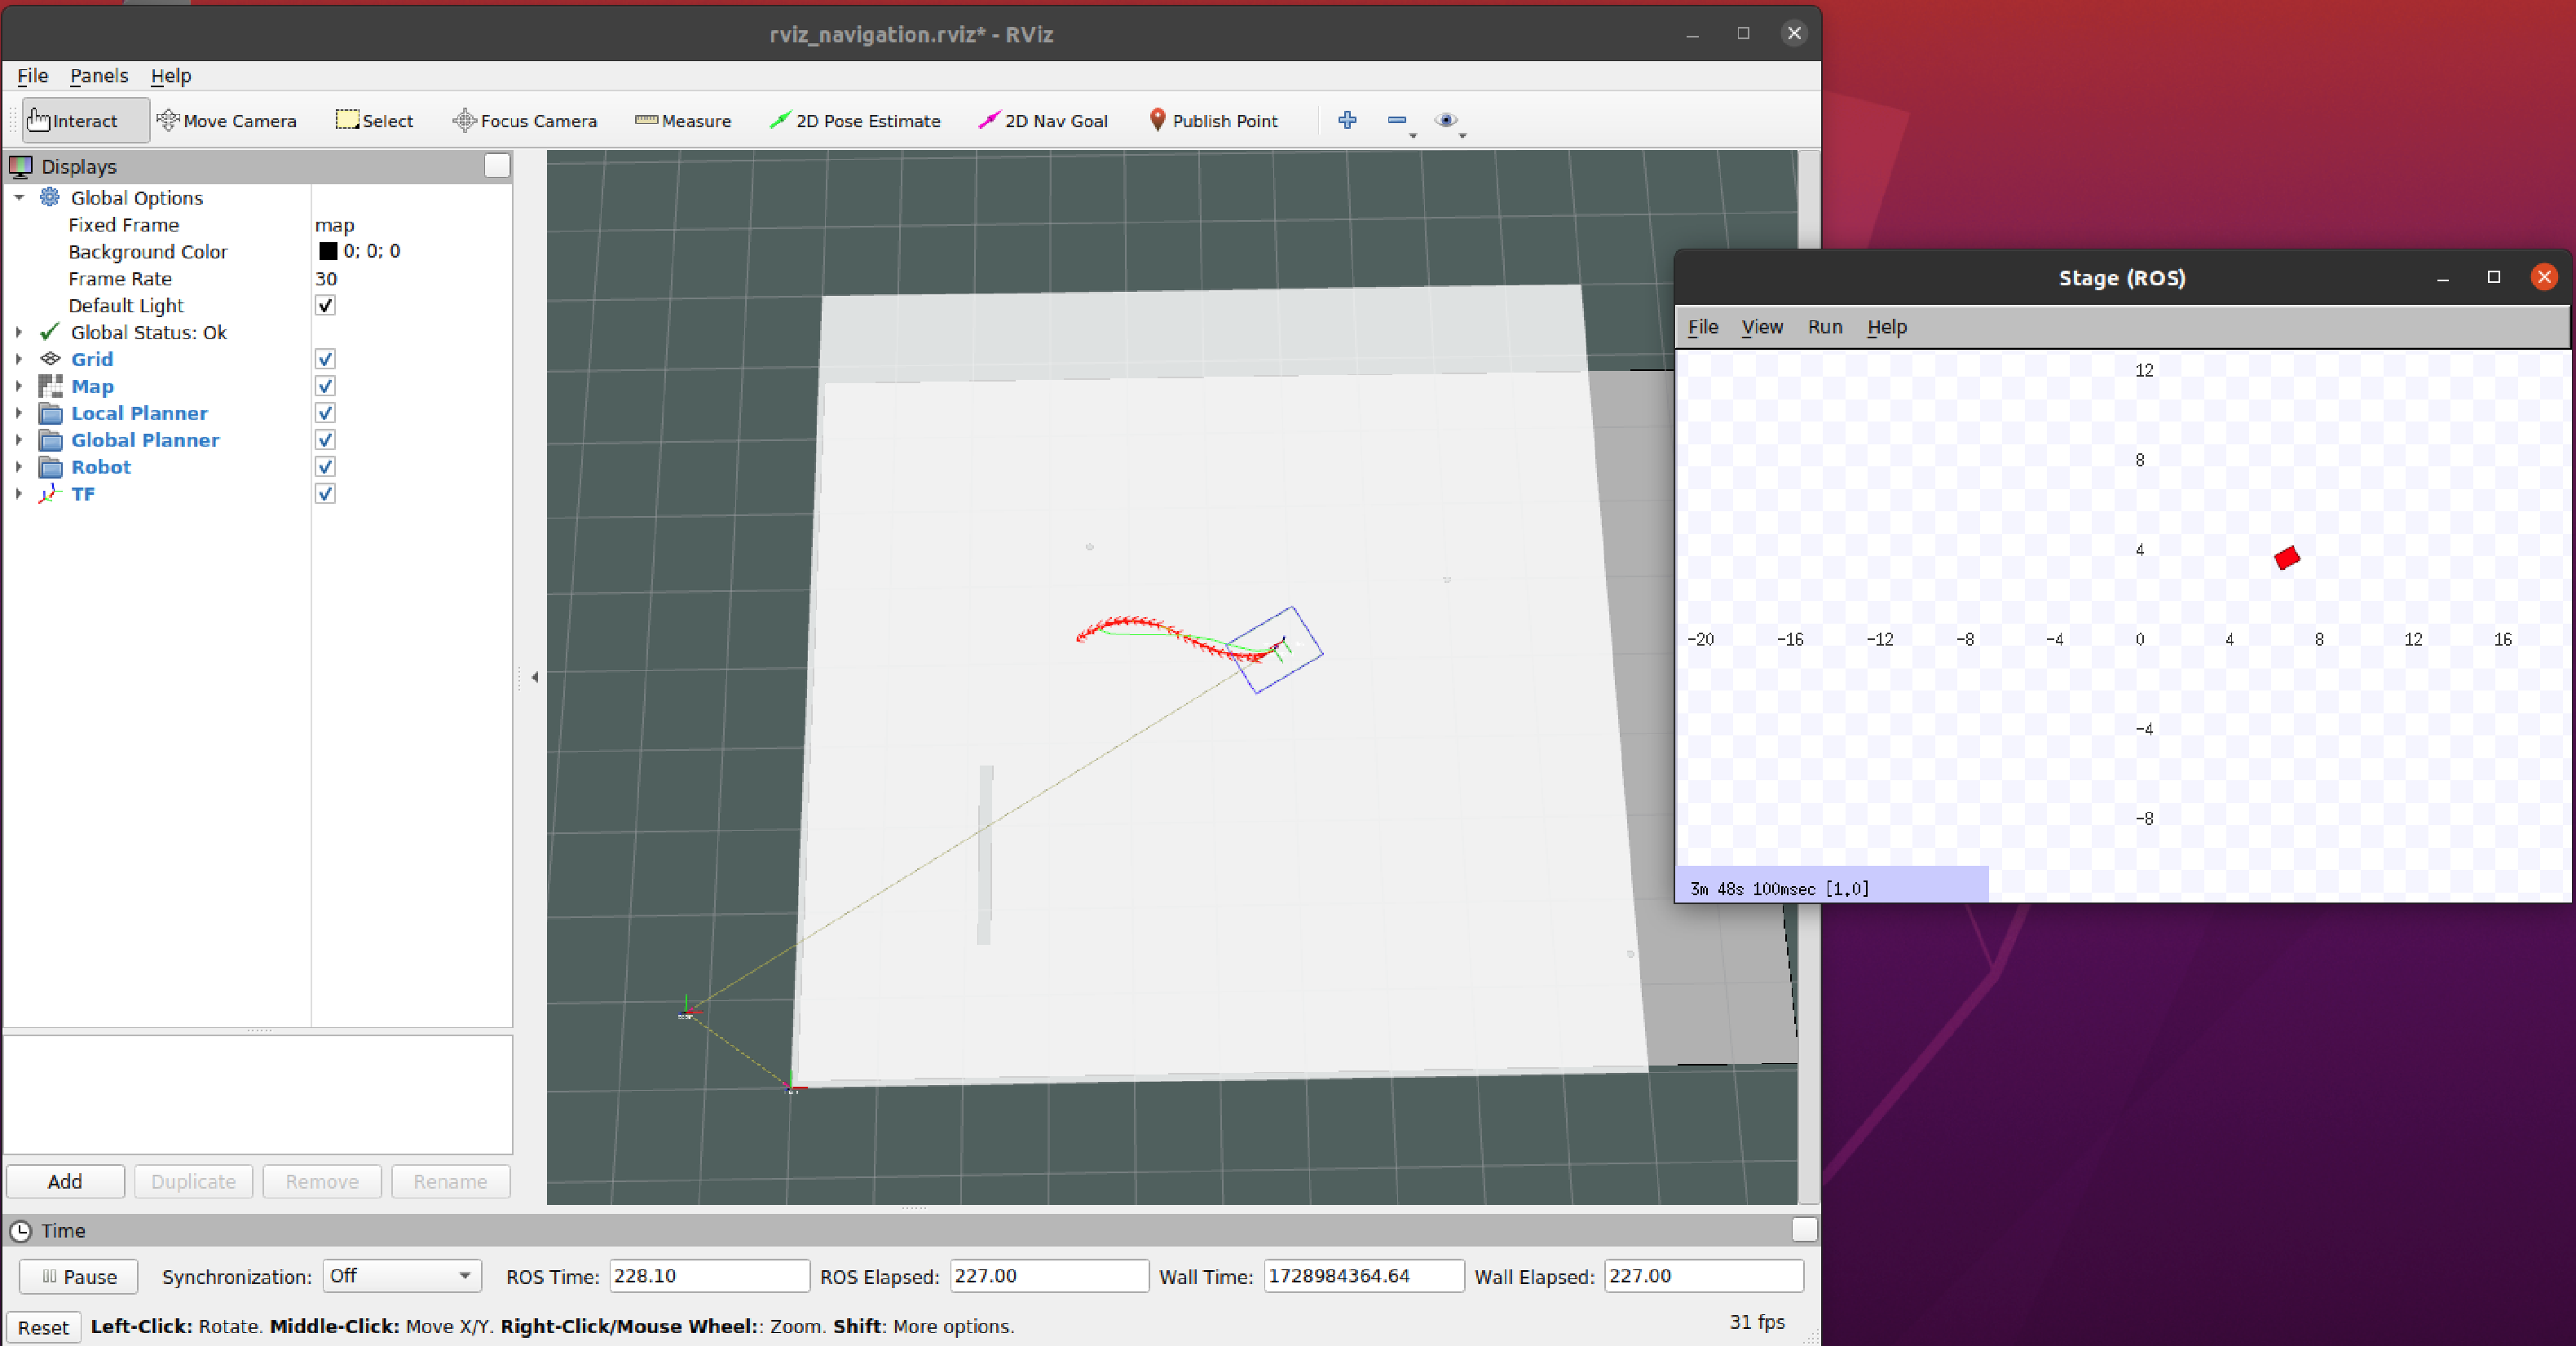 rviz_navigation.rviz* - RViz
File Panels Help
Interact Move Camera Select Focus Camera Measure 2D Pose Estimate 2D Nav Goal Publish Point
Displays
Global Options
Fixed Frame map
Background Color 0; 0; 0
Frame Rate 30
Default Light
Global Status: Ok
Grid
Map
Local Planner
Global Planner
Robot
TF
Add Duplicate Remove Rename
Time
Pause Synchronization: Off ROS Time: 228.10 ROS Elapsed: 227.00 Wall Time: 1728984364.64 Wall Elapsed: 227.00
Reset Left-Click: Rotate. Middle-Click: Move X/Y. Right-Click/Mouse Wheel:: Zoom. Shift: More options. 31 fps
Stage (ROS)
File View Run Help
12
8
4
-20 -16 -12 -8 -4 0 4 8 12 16
-4
-8
3m 48s 100msec [1.0]